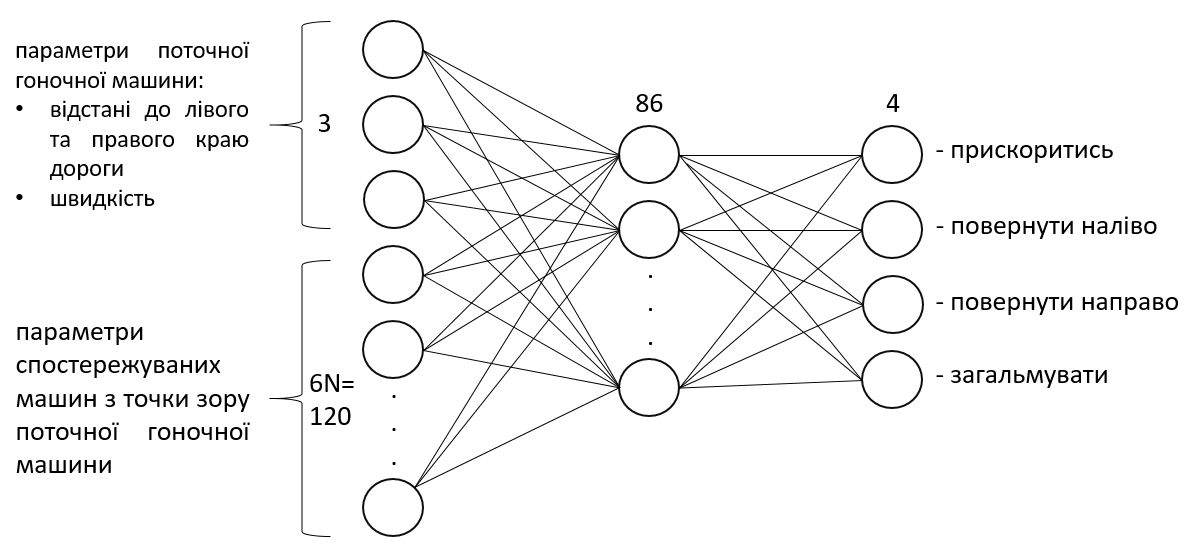 параметри поточної
гоночної машини:
• відстані до лівого
та правого краю
дороги
• швидкість
3
параметри
спостережуваних
машин з точки зору
поточної гоночної
машини
6N=
120
86
4
- прискоритись
- повернути наліво
- повернути направо
- загальмувати